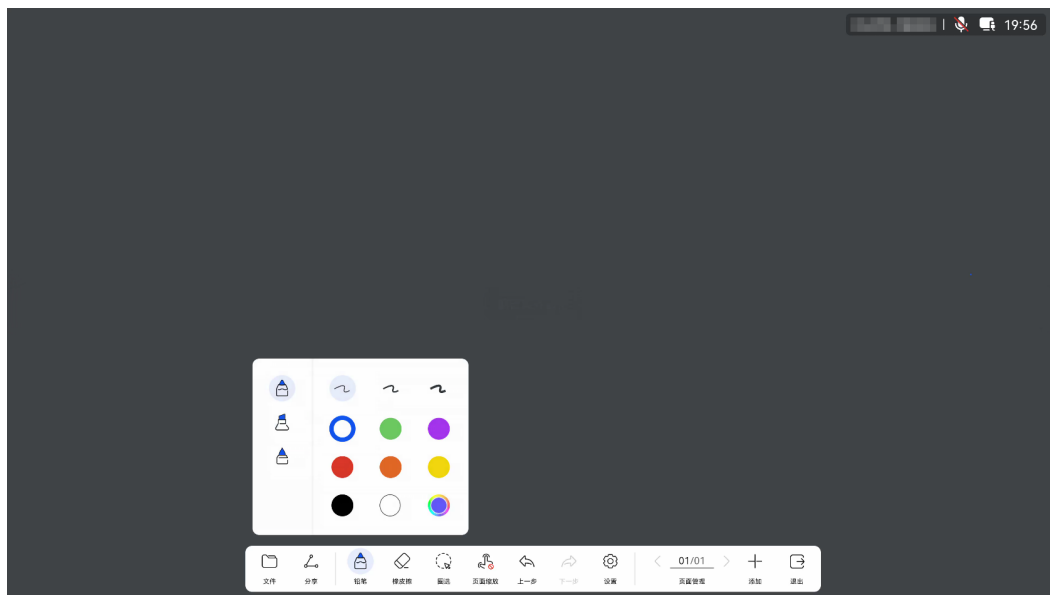 19:56
文件 分享 铅笔 橡皮擦 圈选 页面缩放 上一步 下一步 设置 01/01 页面管理 添加 退出